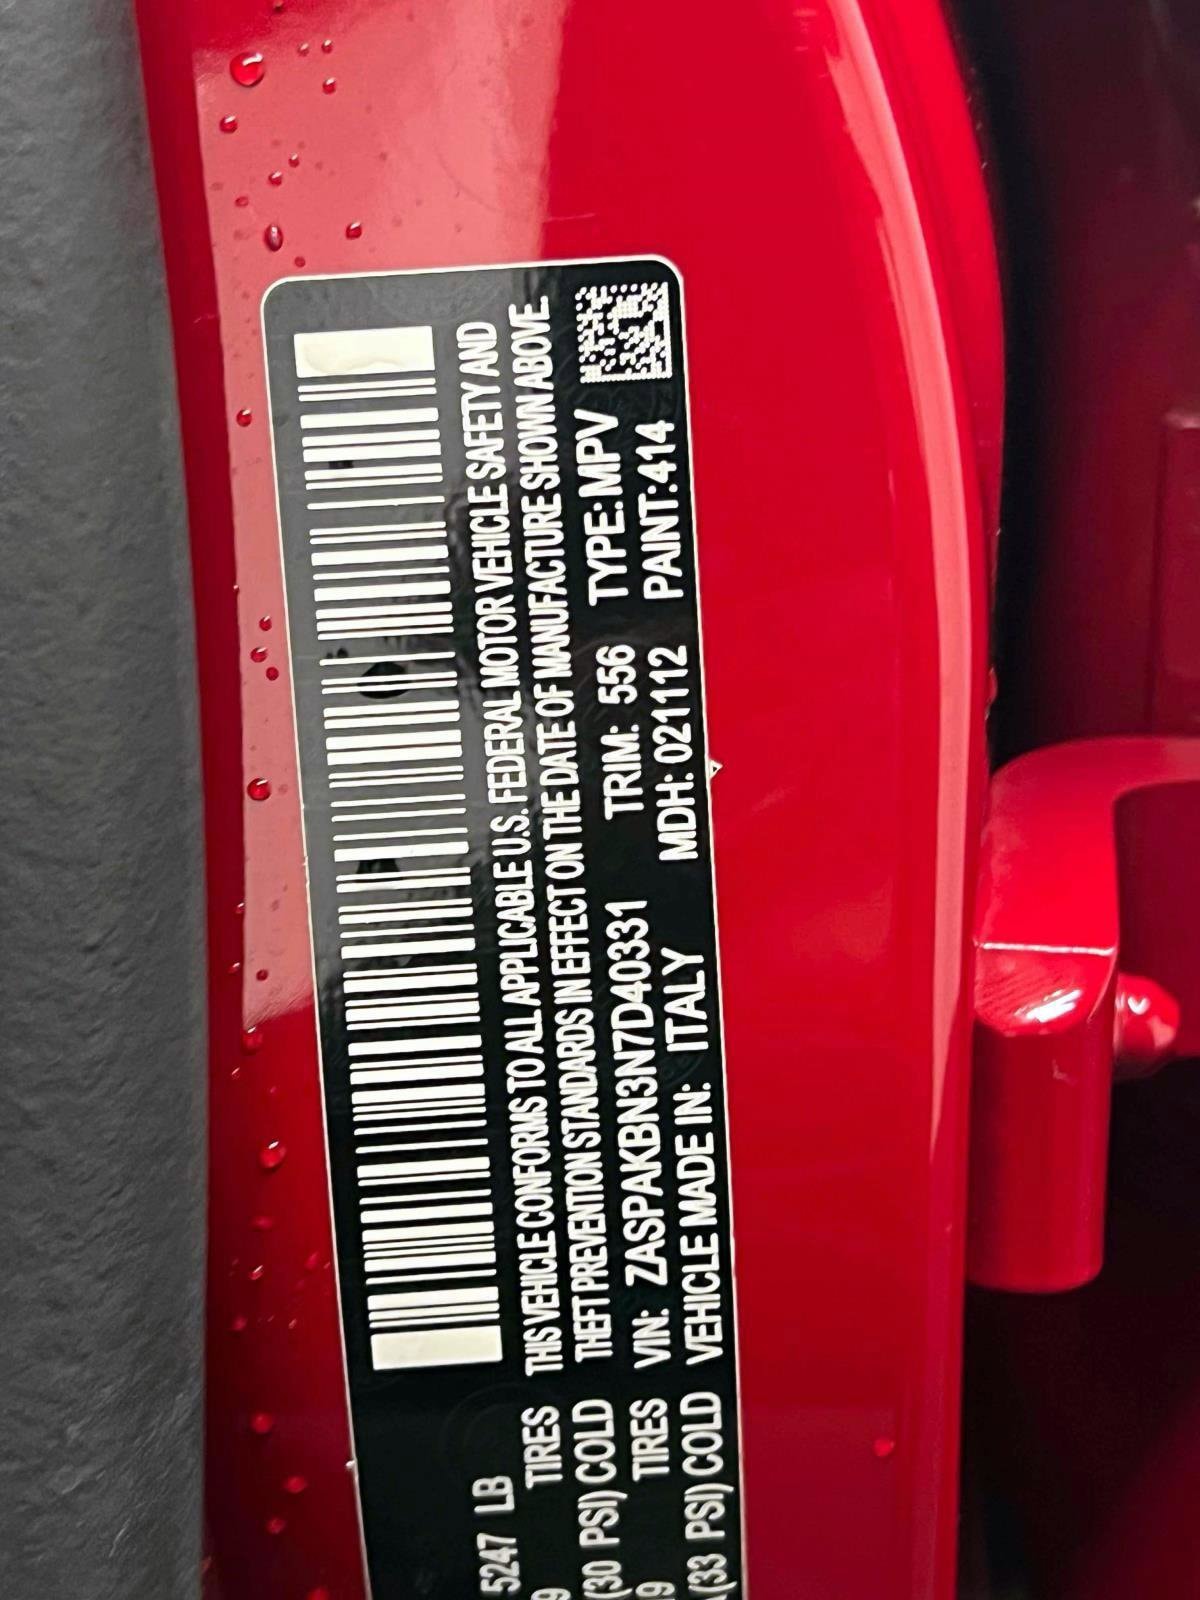 5247 LB
9 TIRES
(30 PSI) COLD
19 TIRES
(33 PSI) COLD
THIS VEHICLE CONFORMS TO ALL APPLICABLE U.S. FEDERAL MOTOR VEHICLE SAFETY AND
THEFT PREVENTION STANDARDS IN EFFECT ON THE DATE OF MANUFACTURE SHOWN ABOVE.
VIN: ZASPAKBN3N7D40331 TRIM: 556 TYPE: MPV
VEHICLE MADE IN: ITALY MDH: 021112 PAINT:414